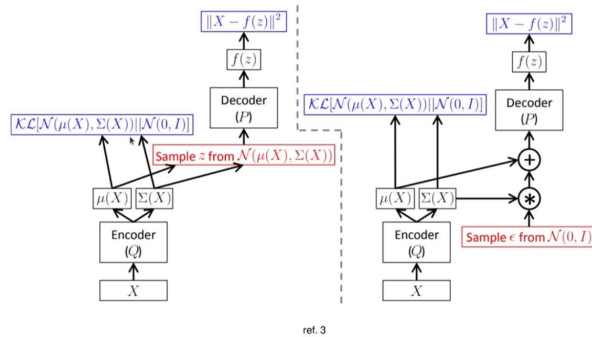 ‖X − f(z)‖²
f(z)
Decoder
(P)
KL[N(μ(X), Σ(X))||N(0, I)]
Sample z from N(μ(X), Σ(X))
μ(X)
Σ(X)
Encoder
(Q)
X
‖X − f(z)‖²
f(z)
Decoder
(P)
KL[N(μ(X), Σ(X))||N(0, I)]
+
μ(X)
Σ(X)
*
Sample ϵ from N(0, I)
Encoder
(Q)
X
ref. 3